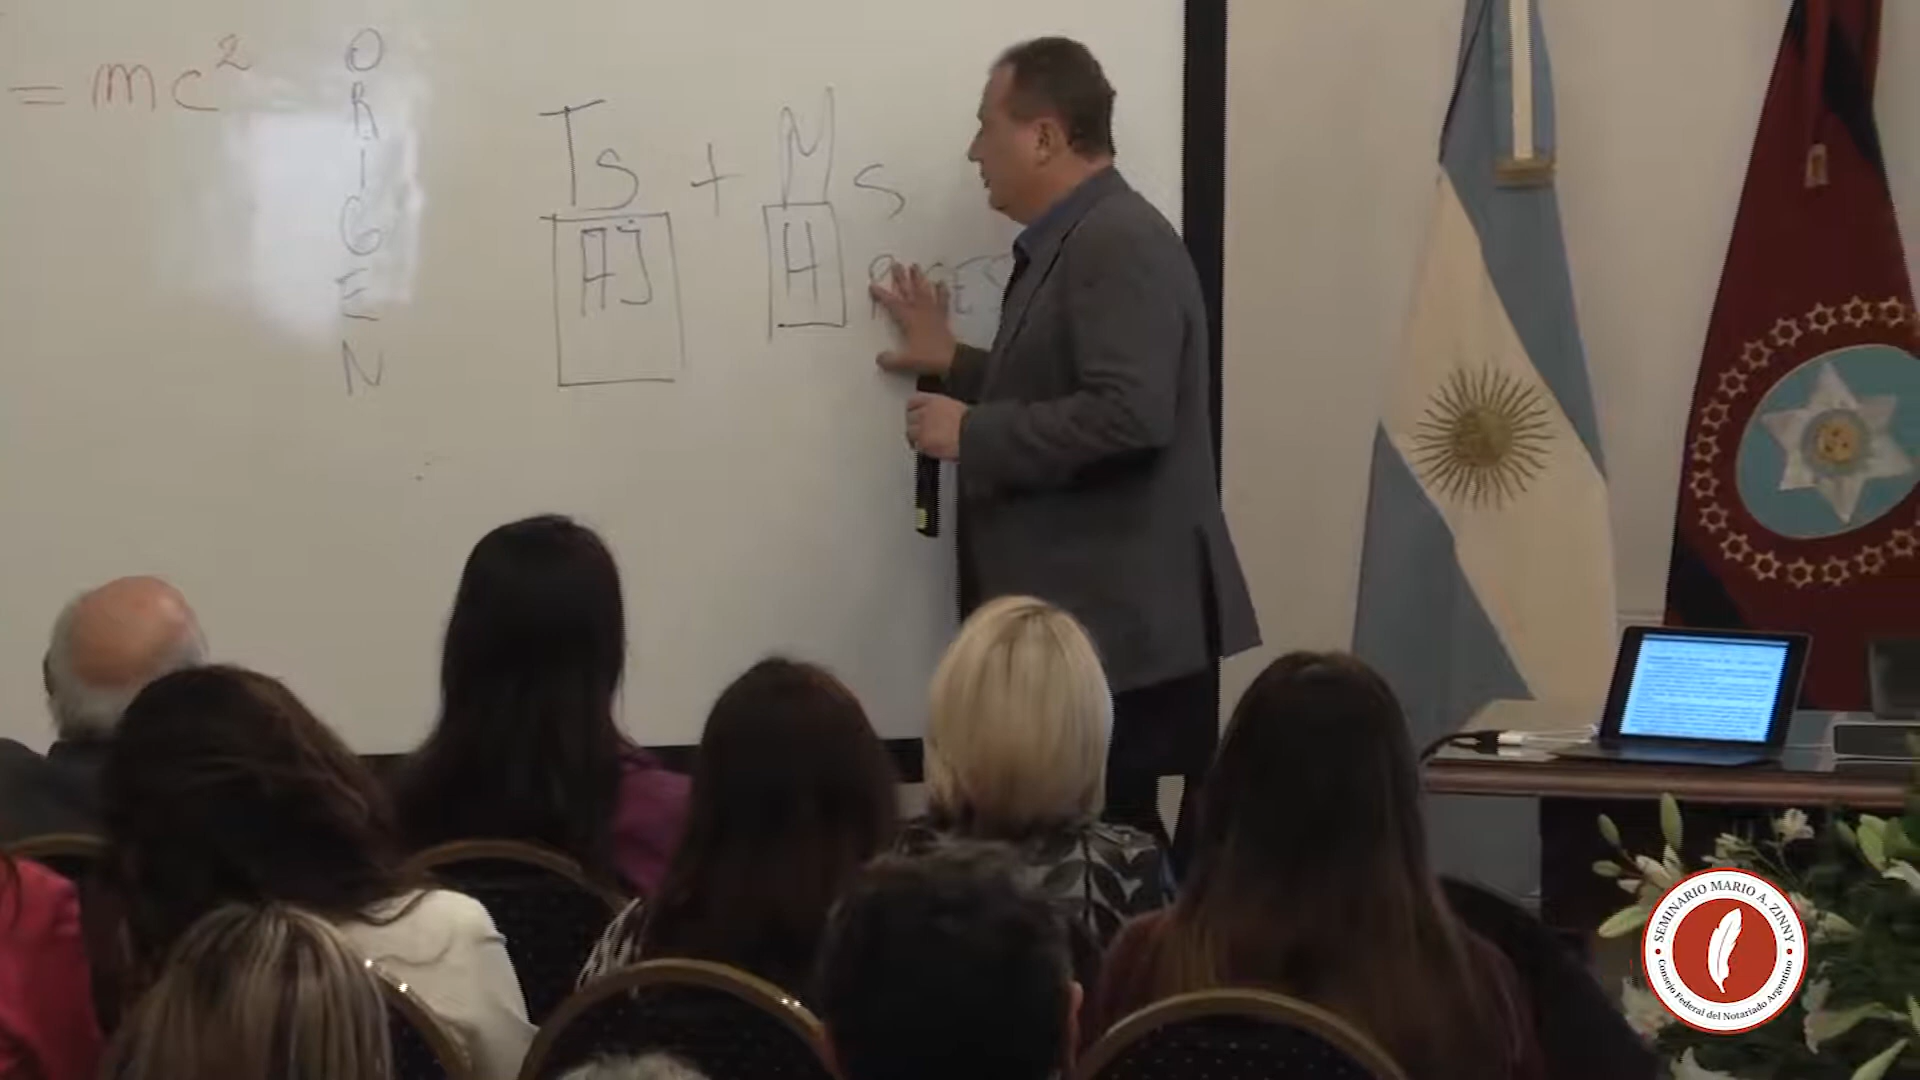 = mc²
ORIGEN
Ts + Ms
AJ H
SEMINARIO MARIO A. ZINNY
Consejo Federal del Notariado Argentino